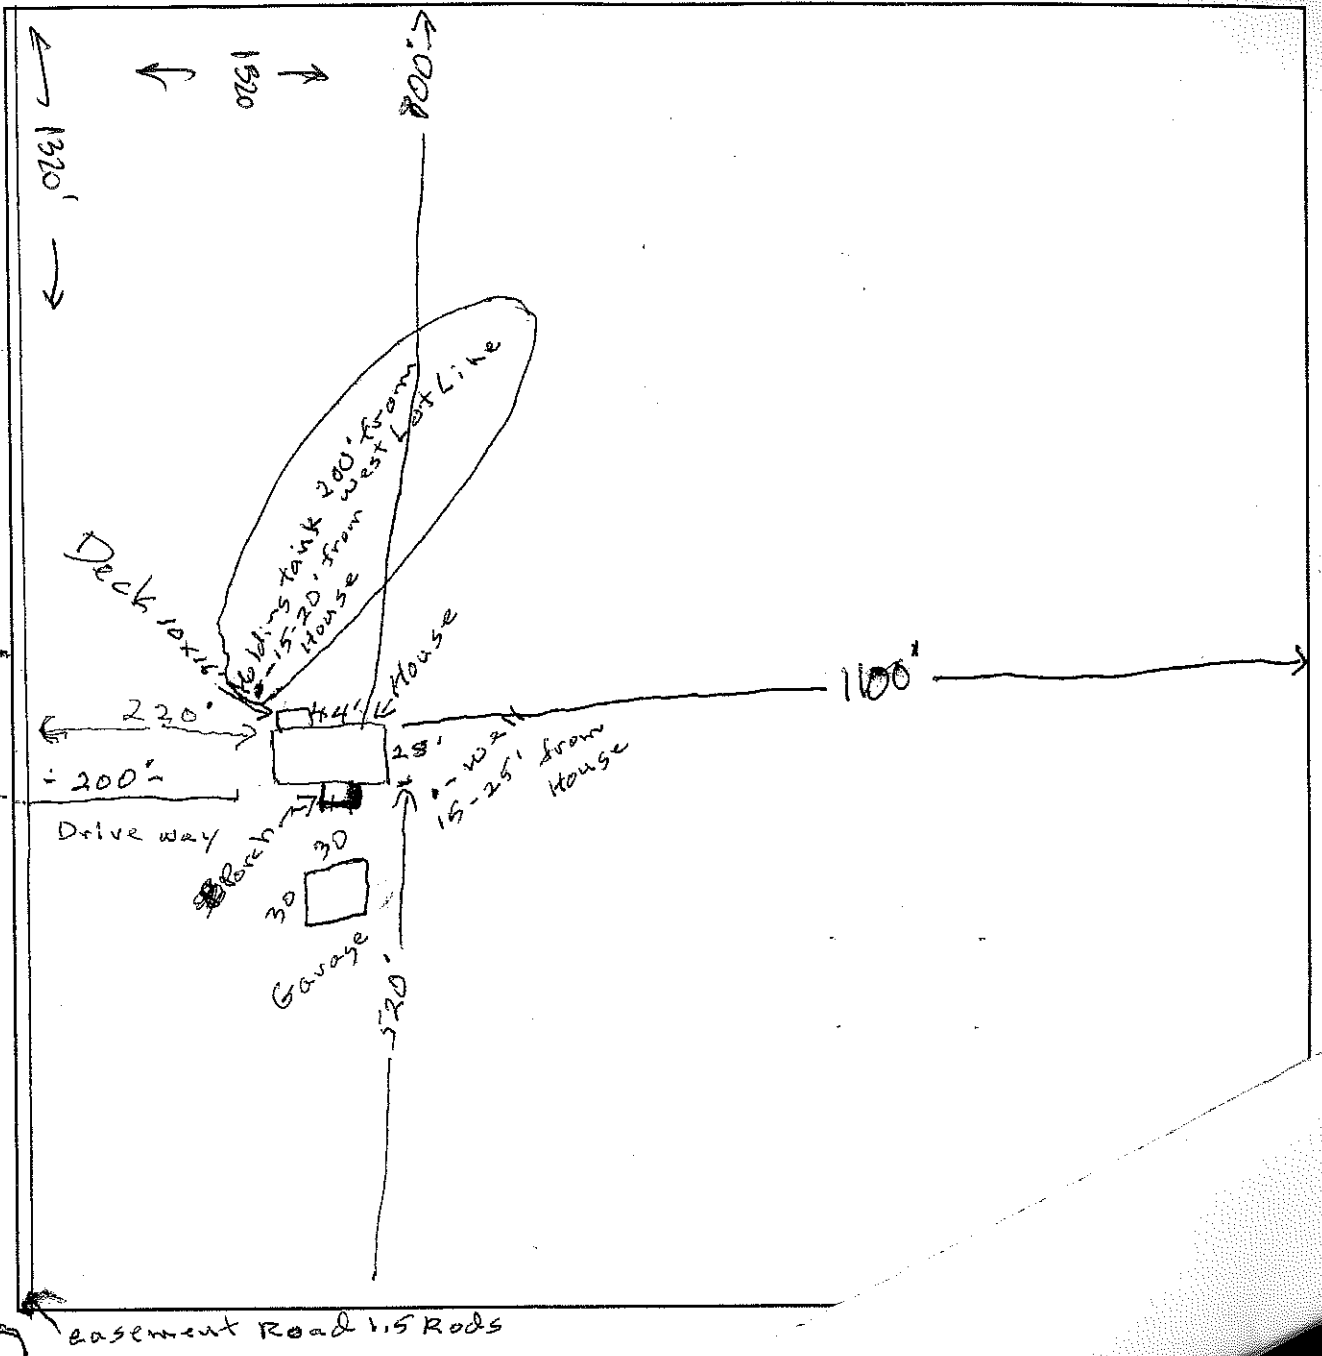 1320
1320'
800'
Holding tank 200' from
West Lot Line
-15-20' from
House
Deck 10x16'
House
44'
220'
1100'
28'
- well
15-25' from
House
200'
Drive way
Porch
30
30
Garage
520'
easement Road 1.5 Rods